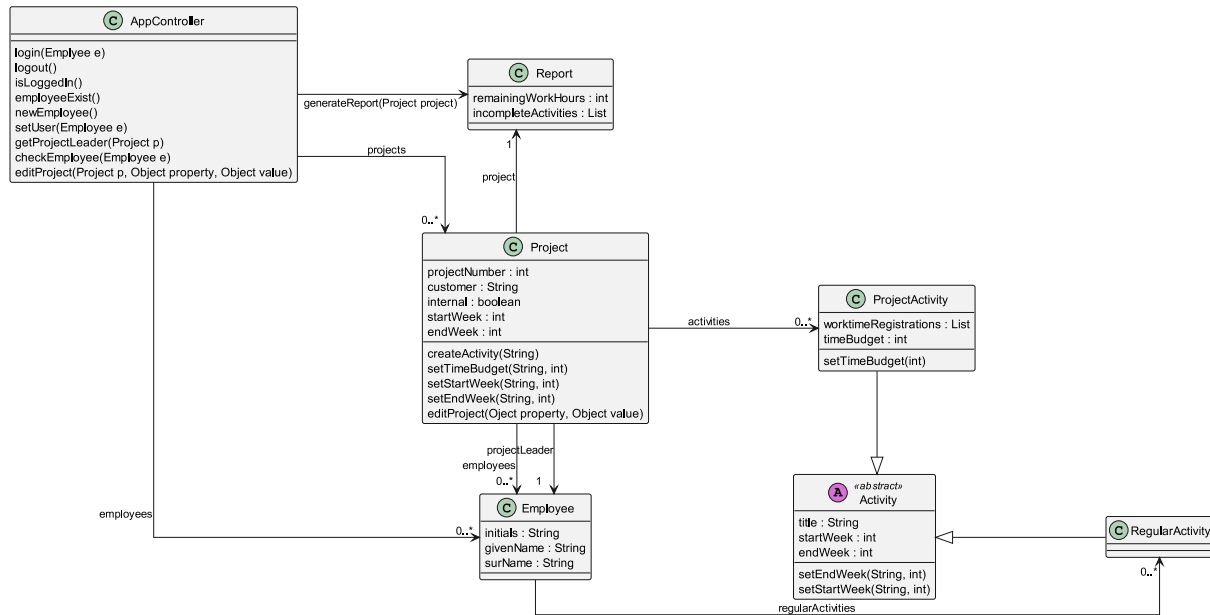 C AppController
login(Emplyee e)
logout()
isLoggedIn()
employeeExist()
newEmployee()
setUser(Employee e)
getProjectLeader(Project p)
checkEmployee(Employee e)
editProject(Project p, Object property, Object value)
generateReport(Project project)
projects
0..*
employees
0..*
C Report
remainingWorkHours : int
incompleteActivities : List
1
project
C Project
projectNumber : int
customer : String
internal : boolean
startWeek : int
endWeek : int
createActivity(String)
setTimeBudget(String, int)
setStartWeek(String, int)
setEndWeek(String, int)
editProject(Oject property, Object value)
activities
0..*
projectLeader
employees
0..*
1
C ProjectActivity
worktimeRegistrations : List
timeBudget : int
setTimeBudget(int)
C Employee
initials : String
givenName : String
surName : String
regularActivities
0..*
A «abstract»
Activity
title : String
startWeek : int
endWeek : int
setEndWeek(String, int)
setStartWeek(String, int)
C RegularActivity